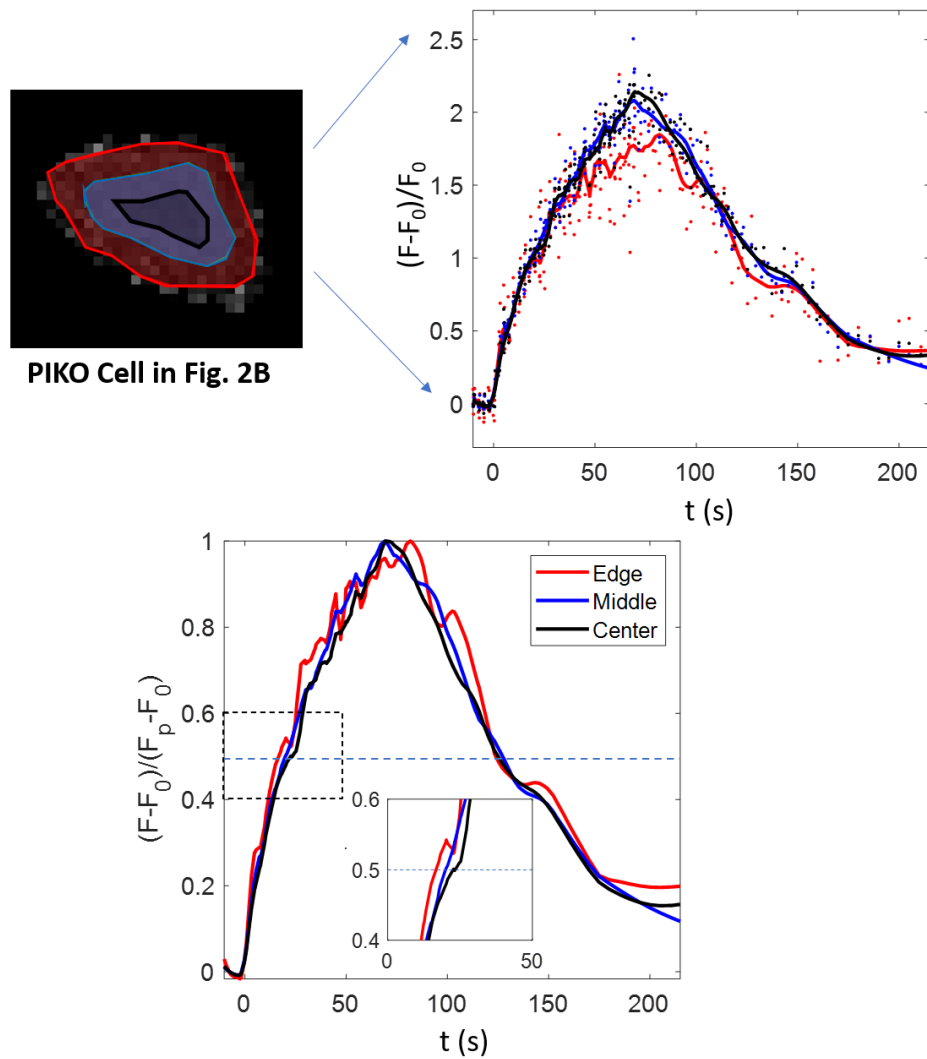 PIKO Cell in Fig. 2B
(F-F₀)/F₀
2.5
2
1.5
1
0.5
0
0 50 100 150 200
t (s)
(F-F₀)/(Fₚ-F₀)
1
0.8
0.6
0.4
0.2
0
Edge
Middle
Center
0.6
0.5
0.4
0 50
0 50 100 150 200
t (s)